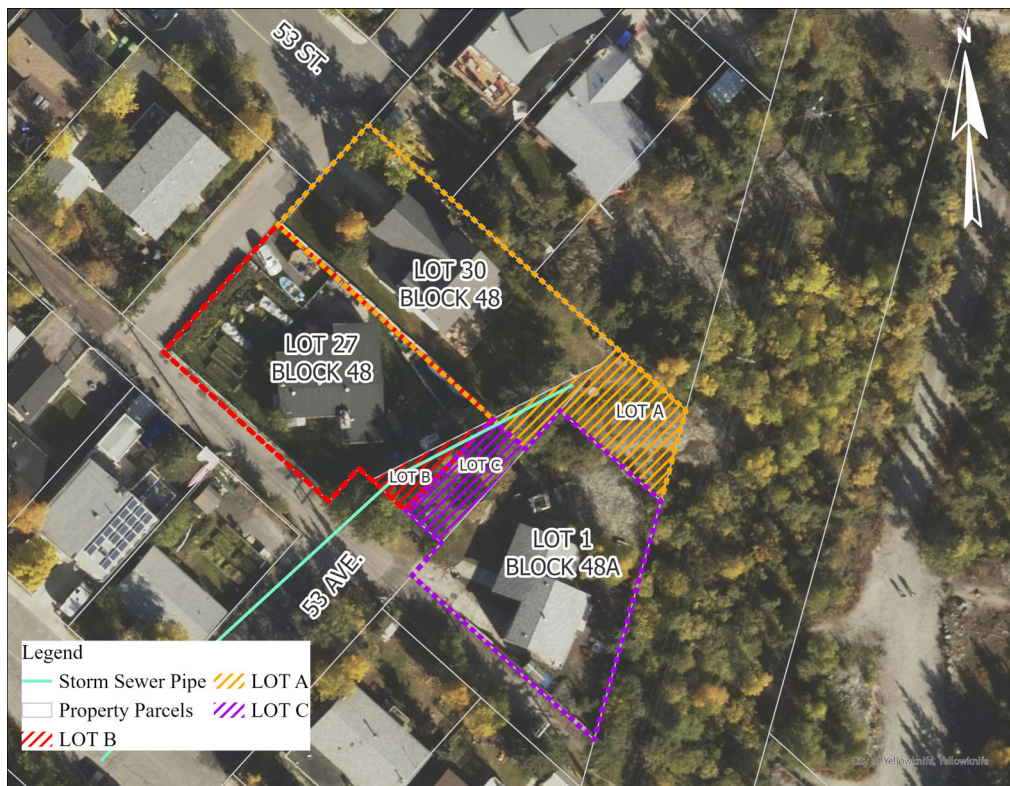 53 ST.
N
LOT 30
BLOCK 48
LOT 27
BLOCK 48
LOT A
LOT C
LOT B
LOT 1
BLOCK 48A
53 AVE.
Legend
Storm Sewer Pipe
LOT A
Property Parcels
LOT C
LOT B
City of Yellowknife, Yellowknife